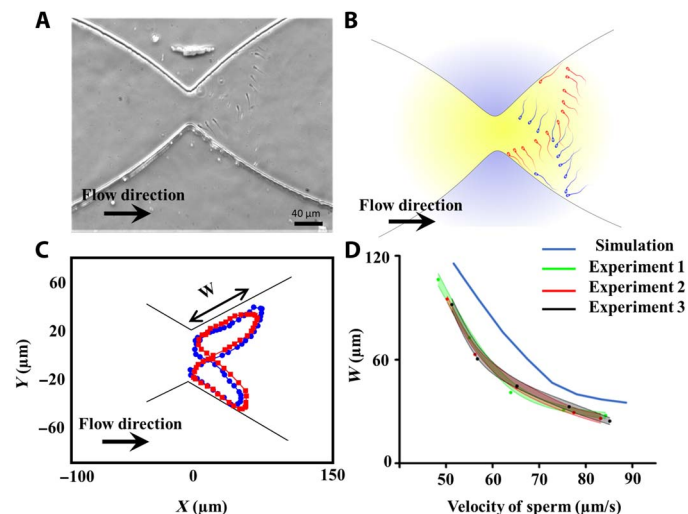 A
Flow direction
40 µm
B
Flow direction
C
60
20
−20
−60
Y (µm)
W
Flow direction
−100
0
150
X (µm)
D
Simulation
Experiment 1
Experiment 2
Experiment 3
120
60
0
W (µm)
50
60
70
80
90
Velocity of sperm (µm/s)